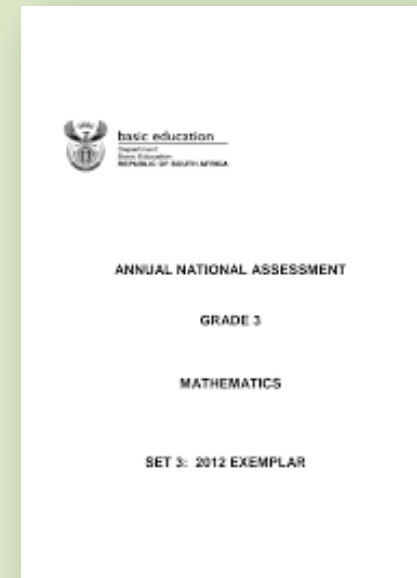 basic education
Department:
Basic Education
REPUBLIC OF SOUTH AFRICA
ANNUAL NATIONAL ASSESSMENT
GRADE 3
MATHEMATICS
SET 3: 2012 EXEMPLAR